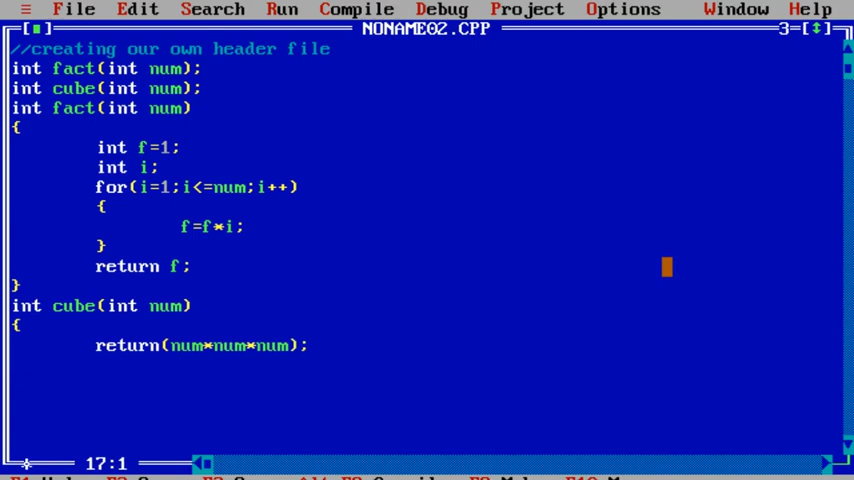 ≡ File Edit Search Run Compile Debug Project Options Window Help
[■] NONAME02.CPP 3=[↕]
//creating our own header file
int fact(int num);
int cube(int num);
int fact(int num)
{
int f=1;
int i;
for(i=1;i<=num;i++)
{
f=f*i;
}
return f;
}
int cube(int num)
{
return(num*num*num);
17:1